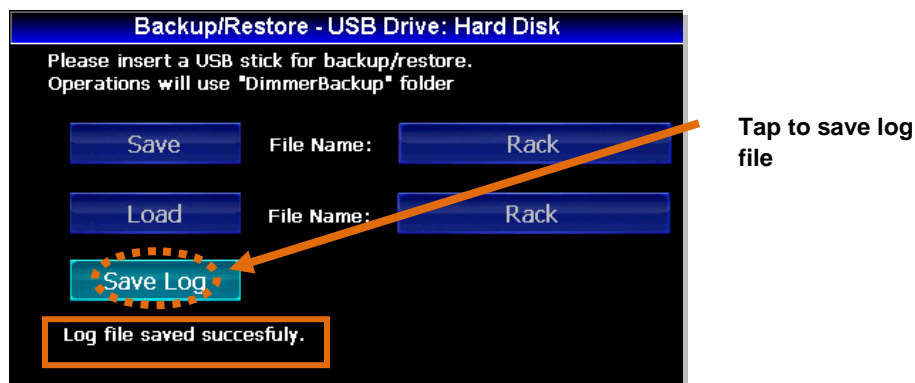 Backup/Restore - USB Drive: Hard Disk
Please insert a USB stick for backup/restore.
Operations will use "DimmerBackup" folder
Save File Name: Rack
Load File Name: Rack
Save Log
Log file saved succesfuly.
Tap to save log
file